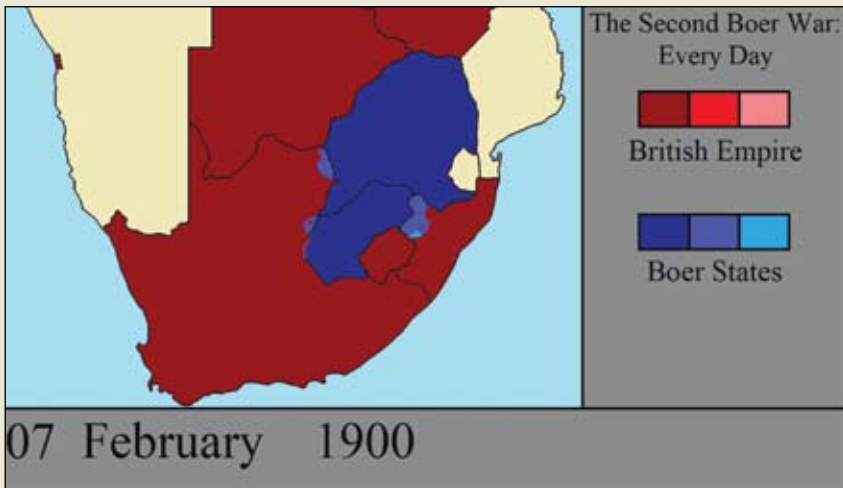 The Second Boer War:
Every Day
British Empire
Boer States
07 February 1900